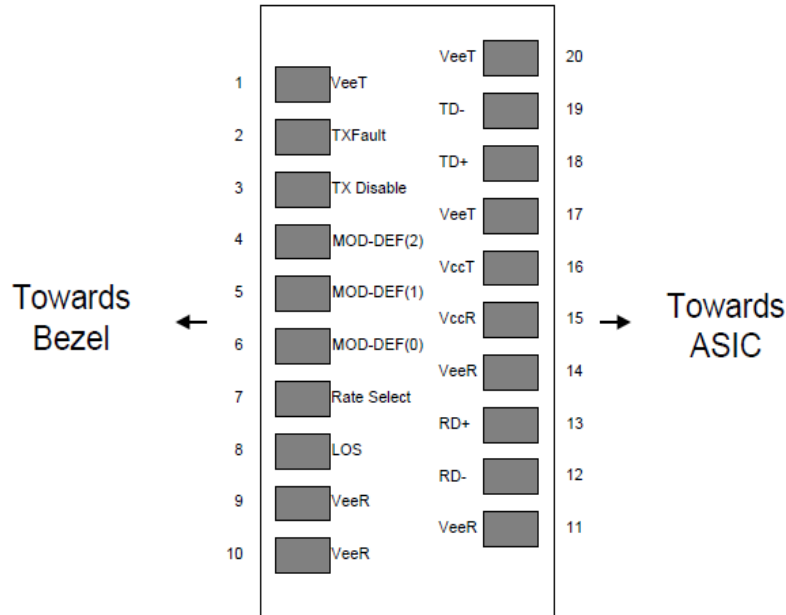 VeeT 20
1 VeeT
TD- 19
2 TXFault
TD+ 18
3 TX Disable
VeeT 17
4 MOD-DEF(2)
VccT 16
5 MOD-DEF(1)
VccR 15
6 MOD-DEF(0)
VeeR 14
7 Rate Select
RD+ 13
8 LOS
RD- 12
9 VeeR
VeeR 11
10 VeeR
Towards
Bezel
Towards
ASIC